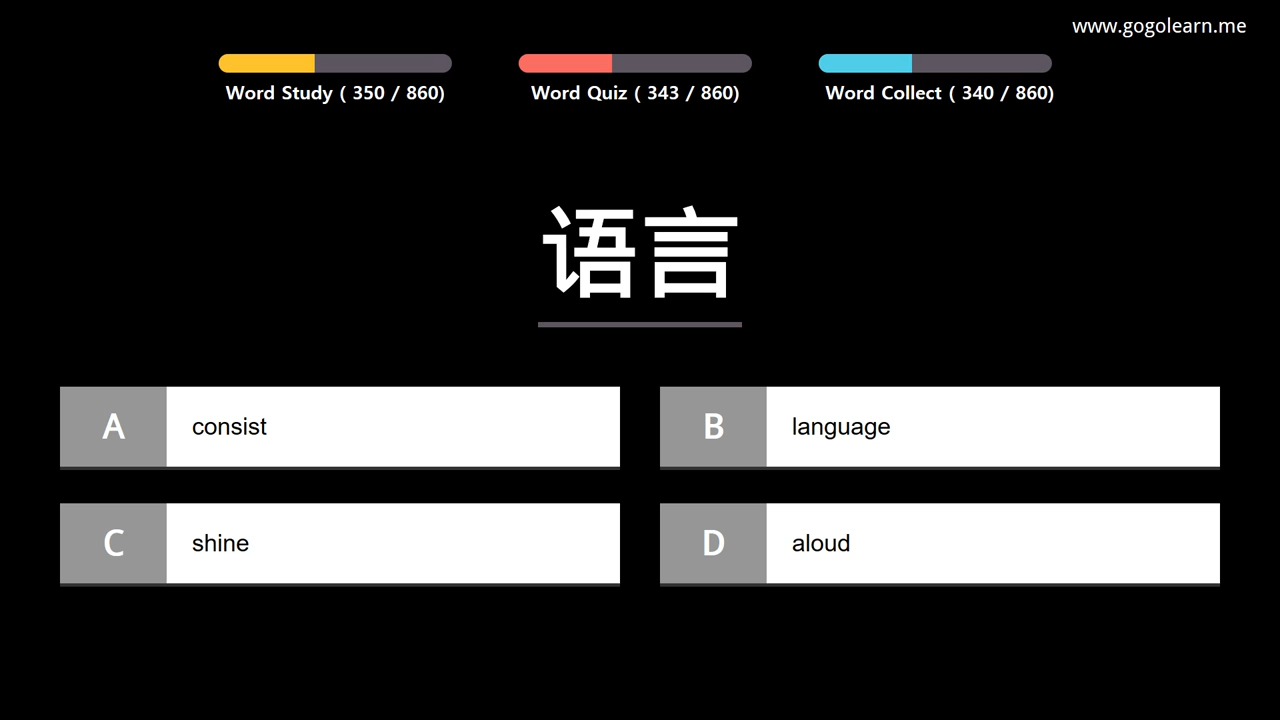 www.gogolearn.me
Word Study ( 350 / 860)
Word Quiz ( 343 / 860)
Word Collect ( 340 / 860)
语言
A consist
B language
C shine
D aloud